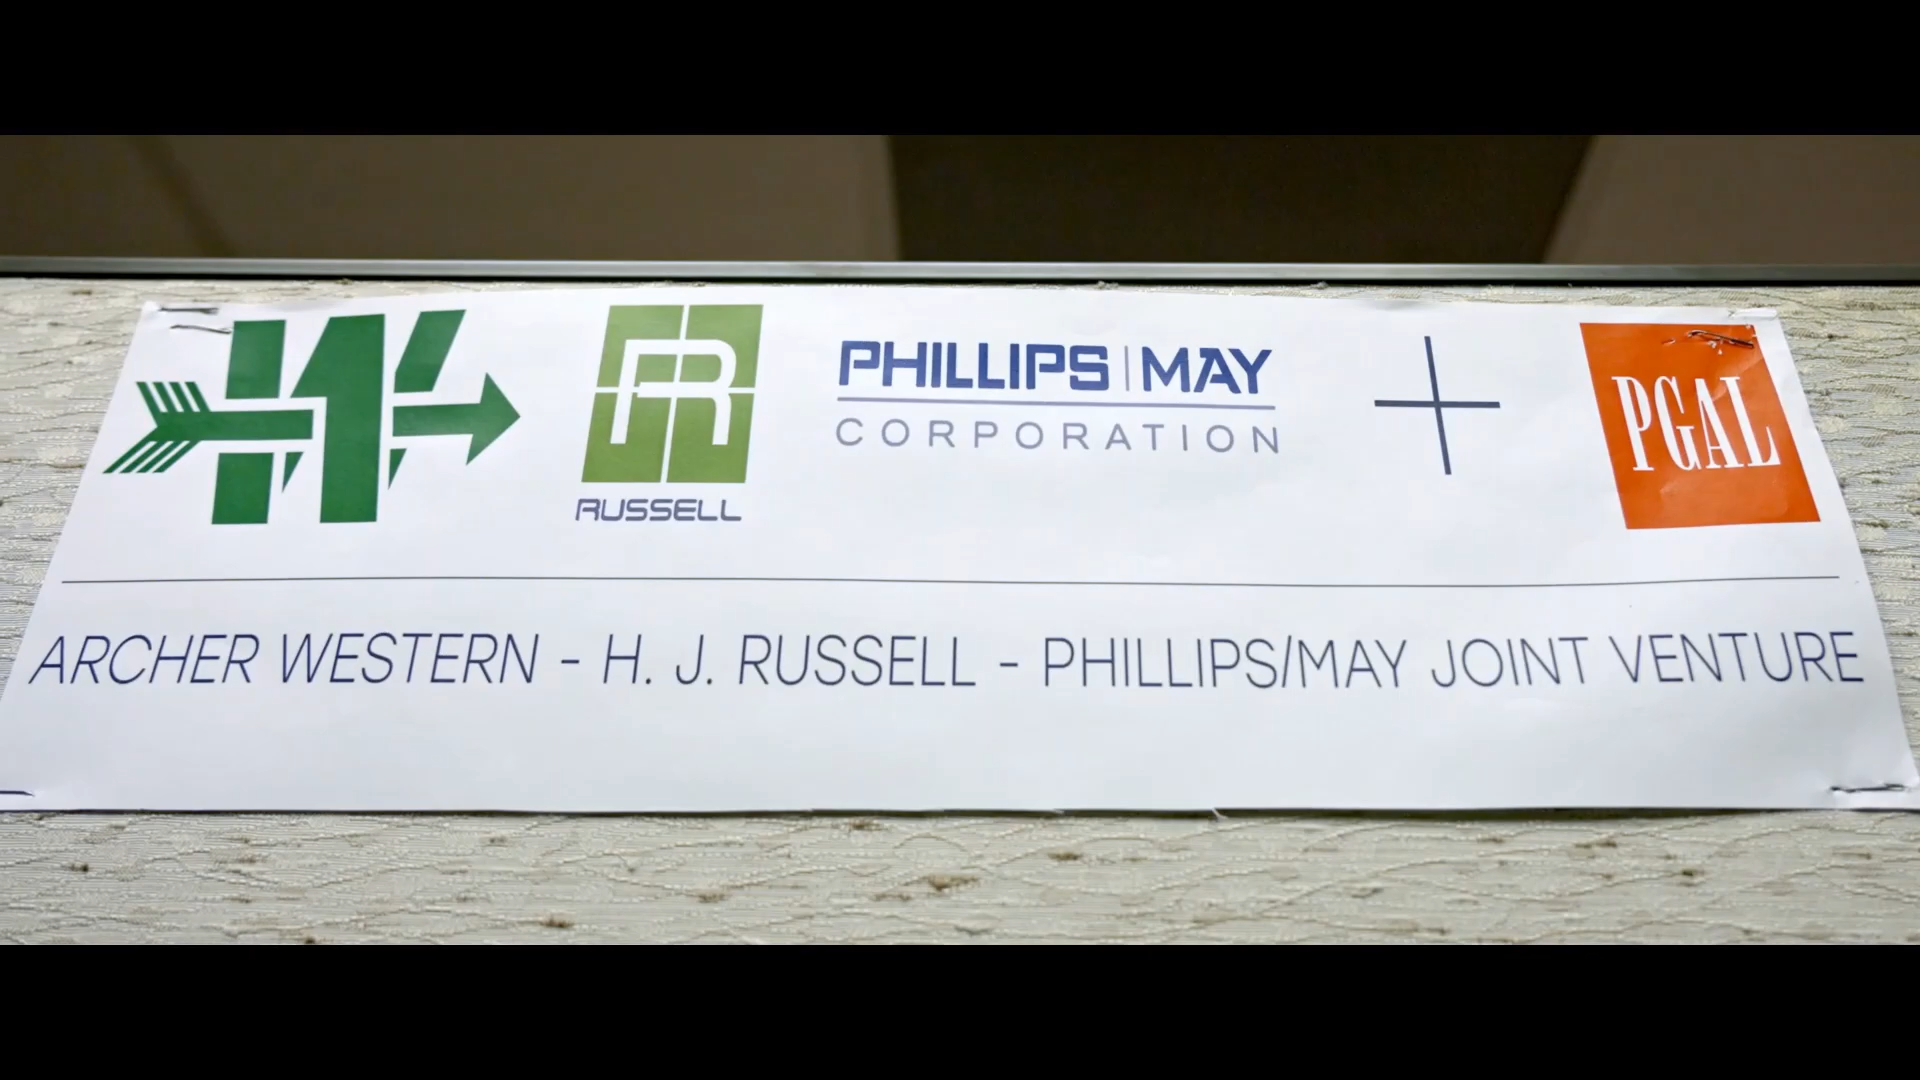 RUSSELL
PHILLIPS|MAY
CORPORATION
+
PGAL
ARCHER WESTERN - H. J. RUSSELL - PHILLIPS/MAY JOINT VENTURE